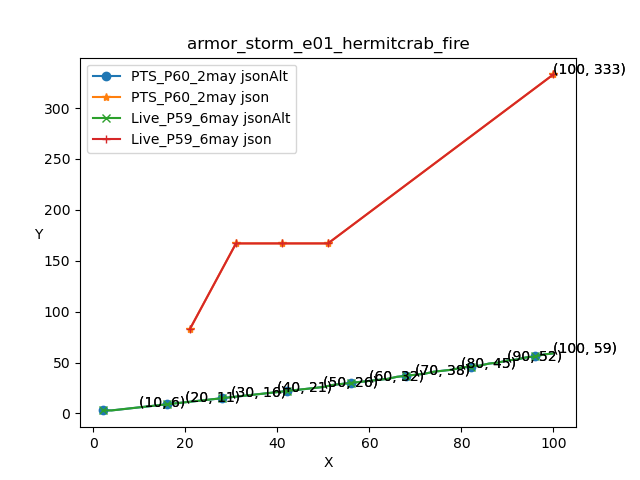 armor_storm_e01_hermitcrab_fire
PTS_P60_2may jsonAlt
PTS_P60_2may json
Live_P59_6may jsonAlt
Live_P59_6may json
(100, 333)
300
250
200
Y
150
100
50
0
(10, 6)
(20, 11)
(30, 16)
(40, 21)
(50, 26)
(60, 32)
(70, 38)
(80, 45)
(90, 52)
(100, 59)
0 20 40 60 80 100
X